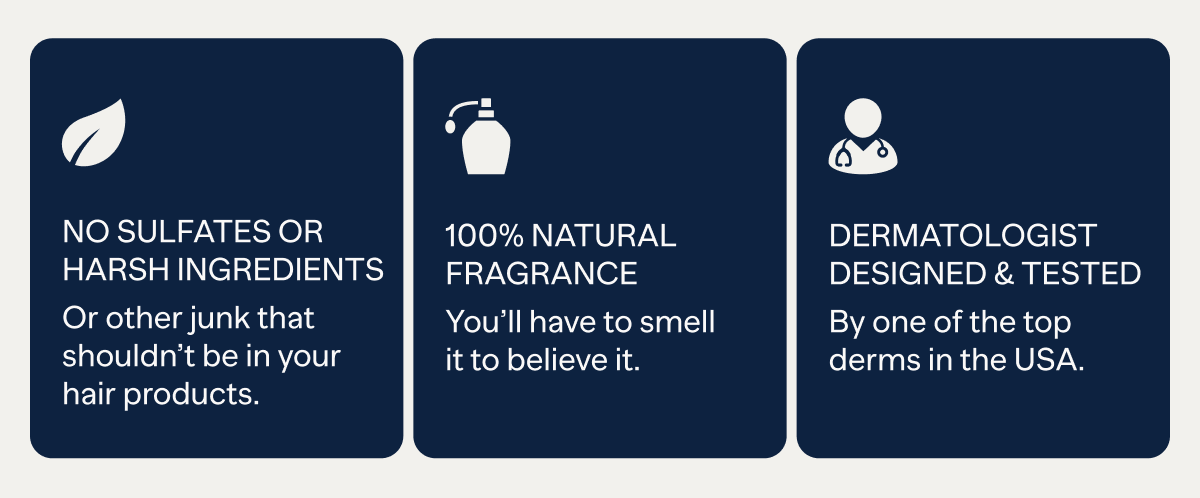 NO SULFATES OR
HARSH INGREDIENTS
Or other junk that
shouldn’t be in your
hair products.
100% NATURAL
FRAGRANCE
You’ll have to smell
it to believe it.
DERMATOLOGIST
DESIGNED & TESTED
By one of the top
derms in the USA.